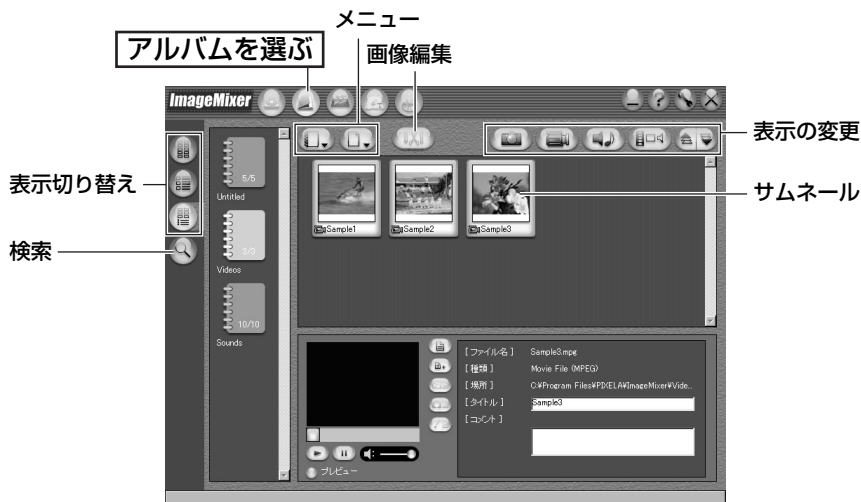 メニュー
アルバムを選ぶ
画像編集
ImageMixer
表示の変更
表示切り替え
サムネール
検索
5/5
Untitled
3/3
Videos
10/10
Sounds
Sample1
Sample2
Sample3
[ファイル名] Sample3.mpg
[種類] Movie File (MPEG)
[場所] C:¥Program Files¥PIXELA¥ImageMixer¥Vide..
[タイトル] Sample3
[コメント]
プレビュー